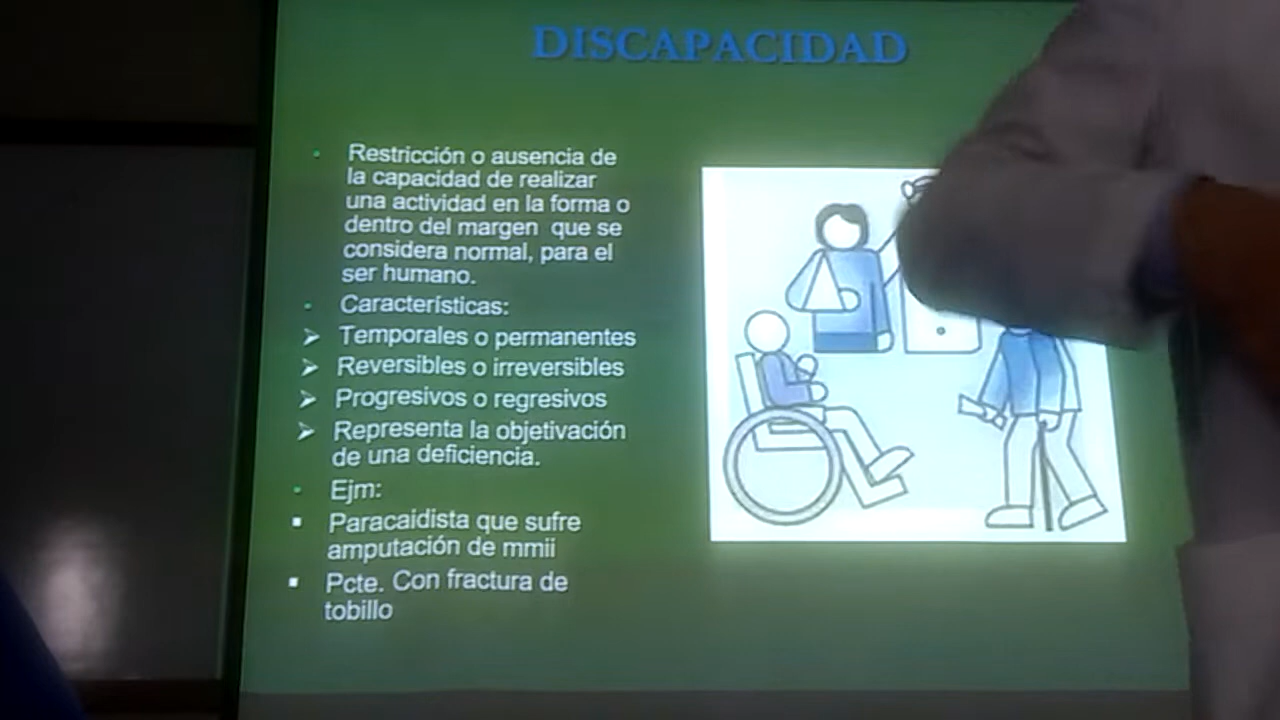 DISCAPACIDAD
Restricción o ausencia de
la capacidad de realizar
una actividad en la forma o
dentro del margen que se
considera normal, para el
ser humano.
Características:
Temporales o permanentes
Reversibles o irreversibles
Progresivos o regresivos
Representa la objetivación
de una deficiencia.
Ejm:
Paracaidista que sufre
amputación de mmii
Pcte. Con fractura de
tobillo